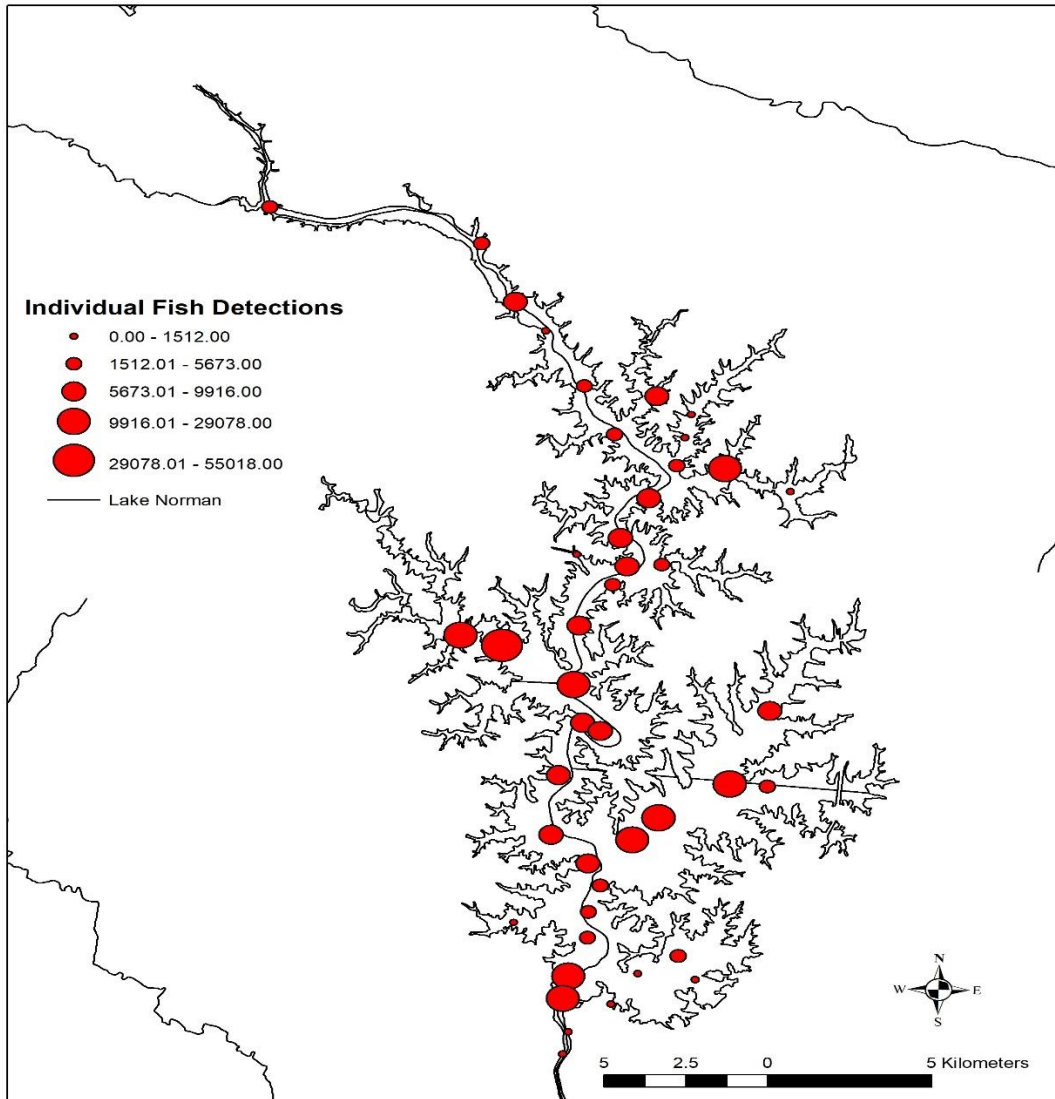 Individual Fish Detections
0.00 - 1512.00
1512.01 - 5673.00
5673.01 - 9916.00
9916.01 - 29078.00
29078.01 - 55018.00
Lake Norman
N
W E
S
5 2.5 0 5 Kilometers